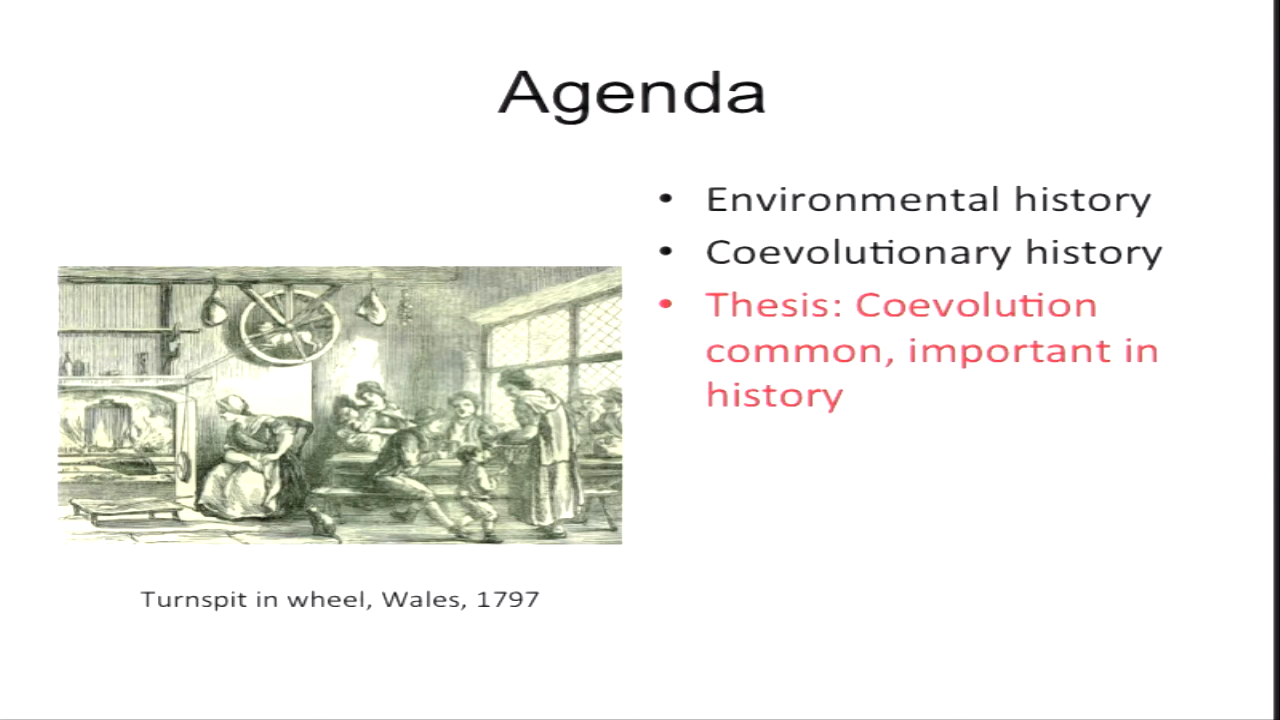 Agenda
• Environmental history
• Coevolutionary history
• Thesis: Coevolution
common, important in
history
Turnspit in wheel, Wales, 1797